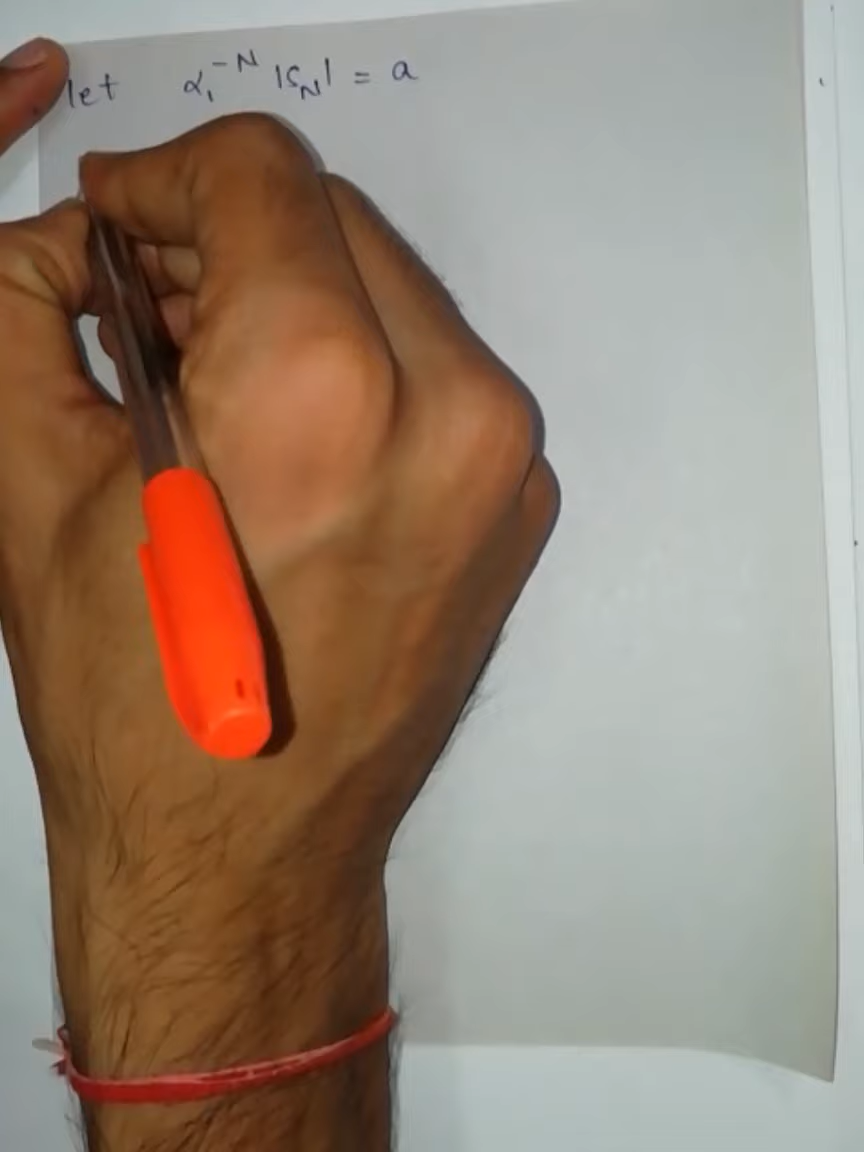 let α₁^{-N} |S_N| = a